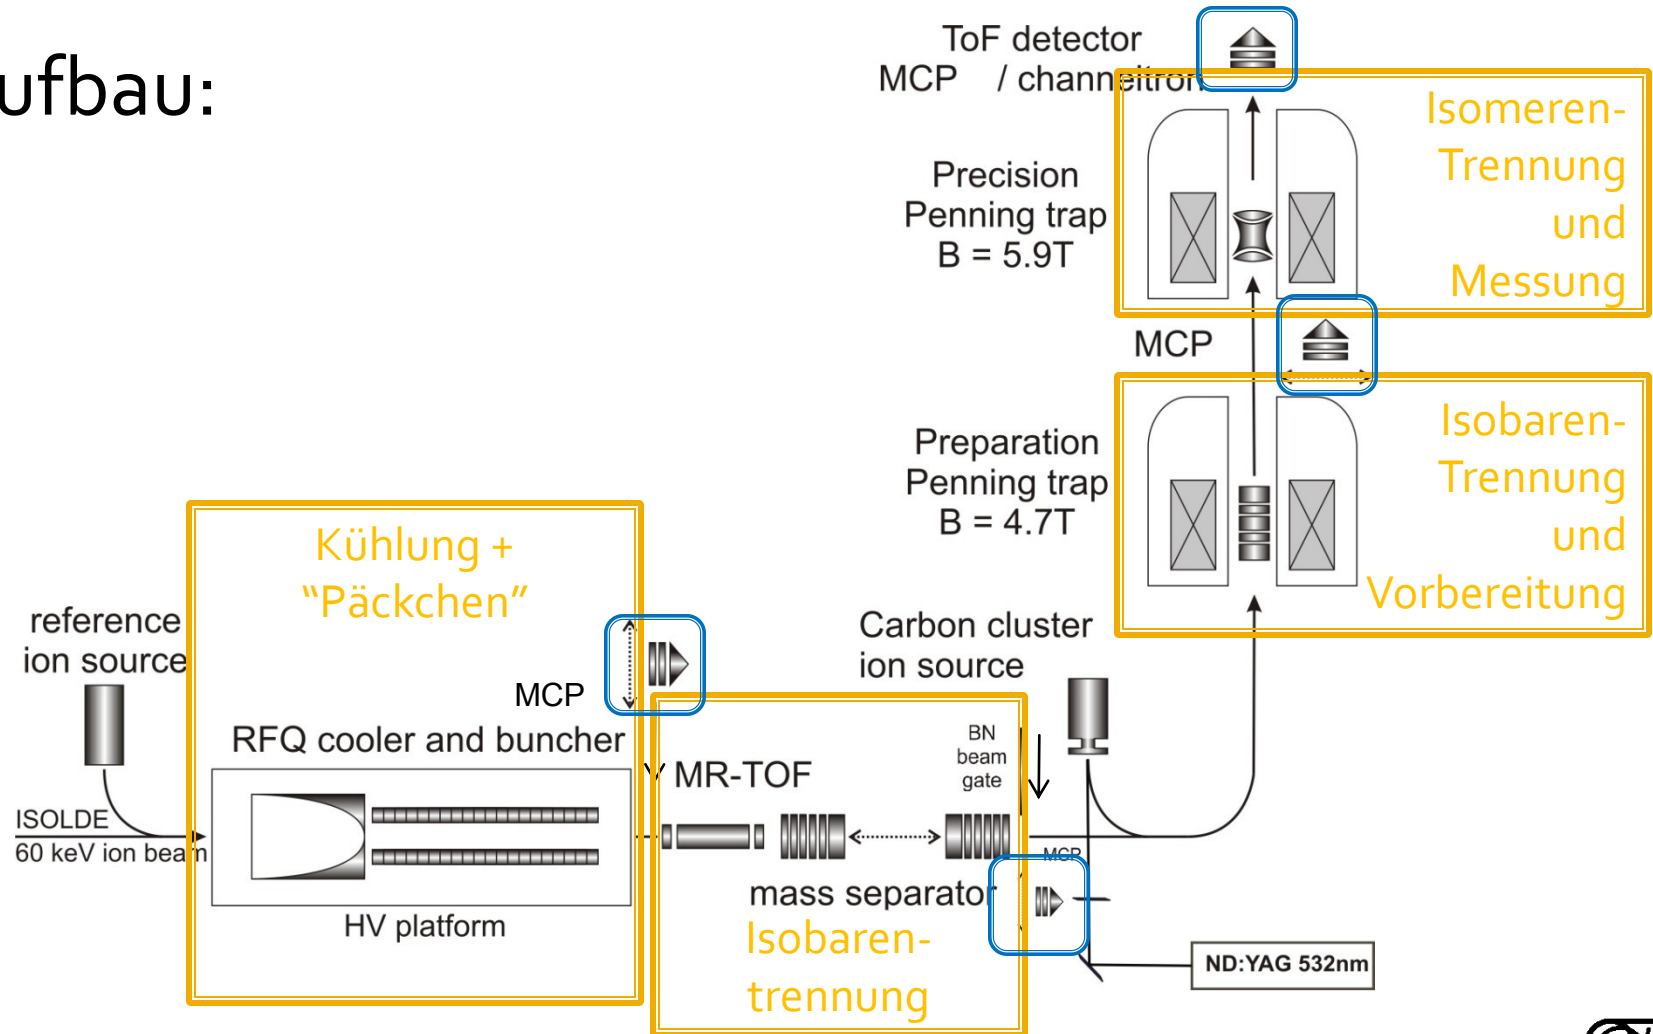 ufbau:
ToF detector
MCP / channeltron
Isomeren-
Trennung
und
Messung
Precision
Penning trap
B = 5.9T
MCP
Isobaren-
Trennung
und
Vorbereitung
Preparation
Penning trap
B = 4.7T
Kühlung +
“Päckchen”
reference
ion source
MCP
Carbon cluster
ion source
RFQ cooler and buncher
MR-TOF
BN
beam
gate
ISOLDE
60 keV ion beam
MCP
mass separator
HV platform
Isobaren-
trennung
ND:YAG 532nm